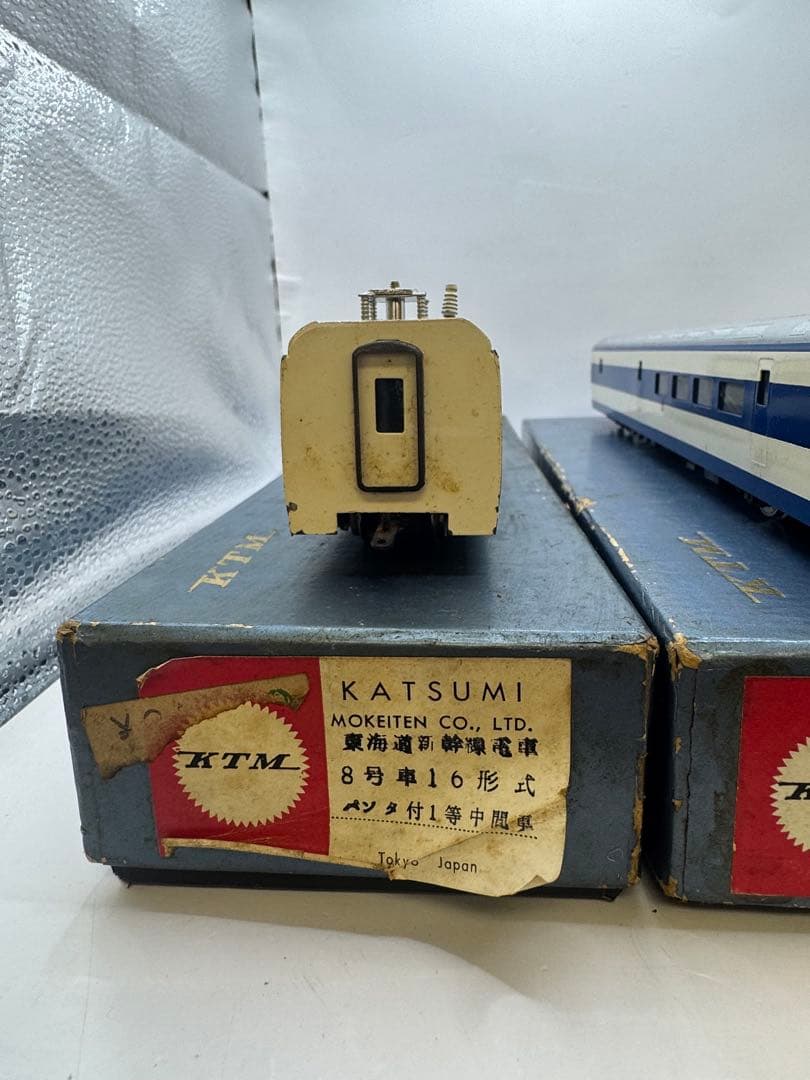 KTM
KTM
¥
KTM
KATSUMI
MOKEITEN CO., LTD.
東海道新幹線電車
8号車16形式
パンタ付1等中間車
Tokyo Japan
K